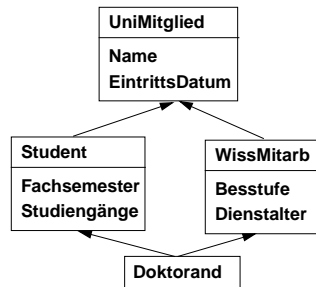 UniMitglied
Name
EintrittsDatum
Student
Fachsemester
Studiengänge
WissMitarb
Besstufe
Dienstalter
Doktorand